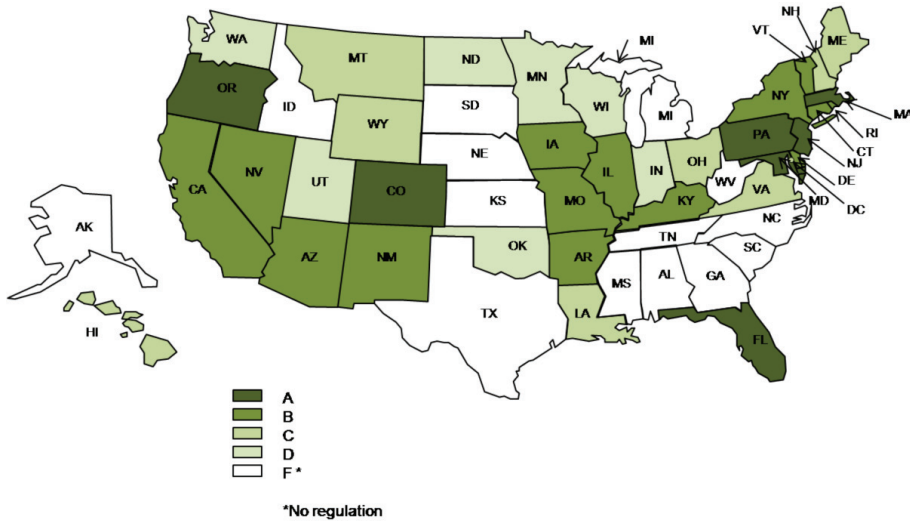 NH
VT
MI
ME
WA
MT
ND
MN
OR
ID
SD
WI
MI
NY
MA
WY
RI
CT
NJ
PA
IA
NE
NV
UT
CO
IL
IN
OH
WV
DE
MD
DC
CA
KS
MO
KY
VA
AK
NC
TN
OK
AZ
NM
AR
SC
MS
AL
GA
TX
LA
HI
FL
A
B
C
D
F *
*No regulation